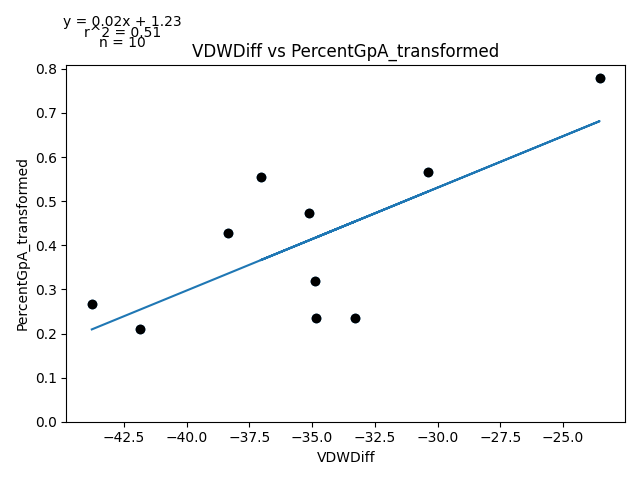 y = 0.02x + 1.23
r^2 = 0.51
n = 10
VDWDiff vs PercentGpA_transformed
0.8
0.7
0.6
0.5
0.4
0.3
0.2
0.1
0.0
PercentGpA_transformed
−42.5 −40.0 −37.5 −35.0 −32.5 −30.0 −27.5 −25.0
VDWDiff